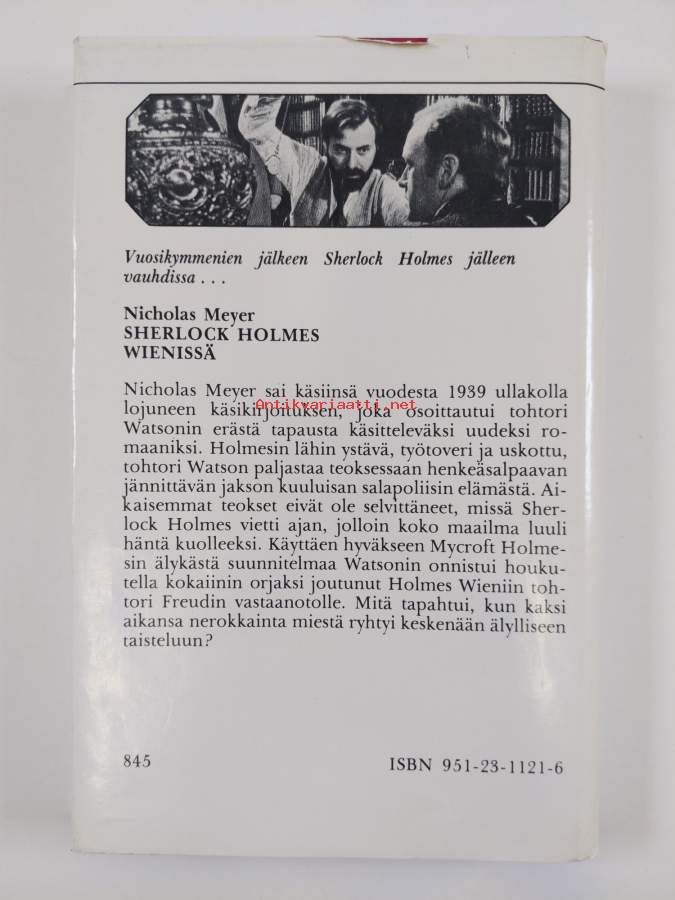 Vuosikymmenien jälkeen Sherlock Holmes jälleen
vauhdissa . . .
Nicholas Meyer
SHERLOCK HOLMES
WIENISSÄ
Nicholas Meyer sai käsiinsä vuodesta 1939 ullakolla
lojuneen käsikirjoituksen, joka osoittautui tohtori
Antikvariaatti.net
Watsonin erästä tapausta käsitteleväksi uudeksi ro-
maaniksi. Holmesin lähin ystävä, työtoveri ja uskottu,
tohtori Watson paljastaa teoksessaan henkeäsalpaavan
jännittävän jakson kuuluisan salapoliisin elämästä. Ai-
kaisemmat teokset eivät ole selvittäneet, missä Sher-
lock Holmes vietti ajan, jolloin koko maailma luuli
häntä kuolleeksi. Käyttäen hyväkseen Mycroft Holme-
sin älykästä suunnitelmaa Watsonin onnistui houku-
tella kokaiinin orjaksi joutunut Holmes Wieniin toh-
tori Freudin vastaanotolle. Mitä tapahtui, kun kaksi
aikansa nerokkainta miestä ryhtyi keskenään älylliseen
taisteluun?
845
ISBN 951-23-1121-6